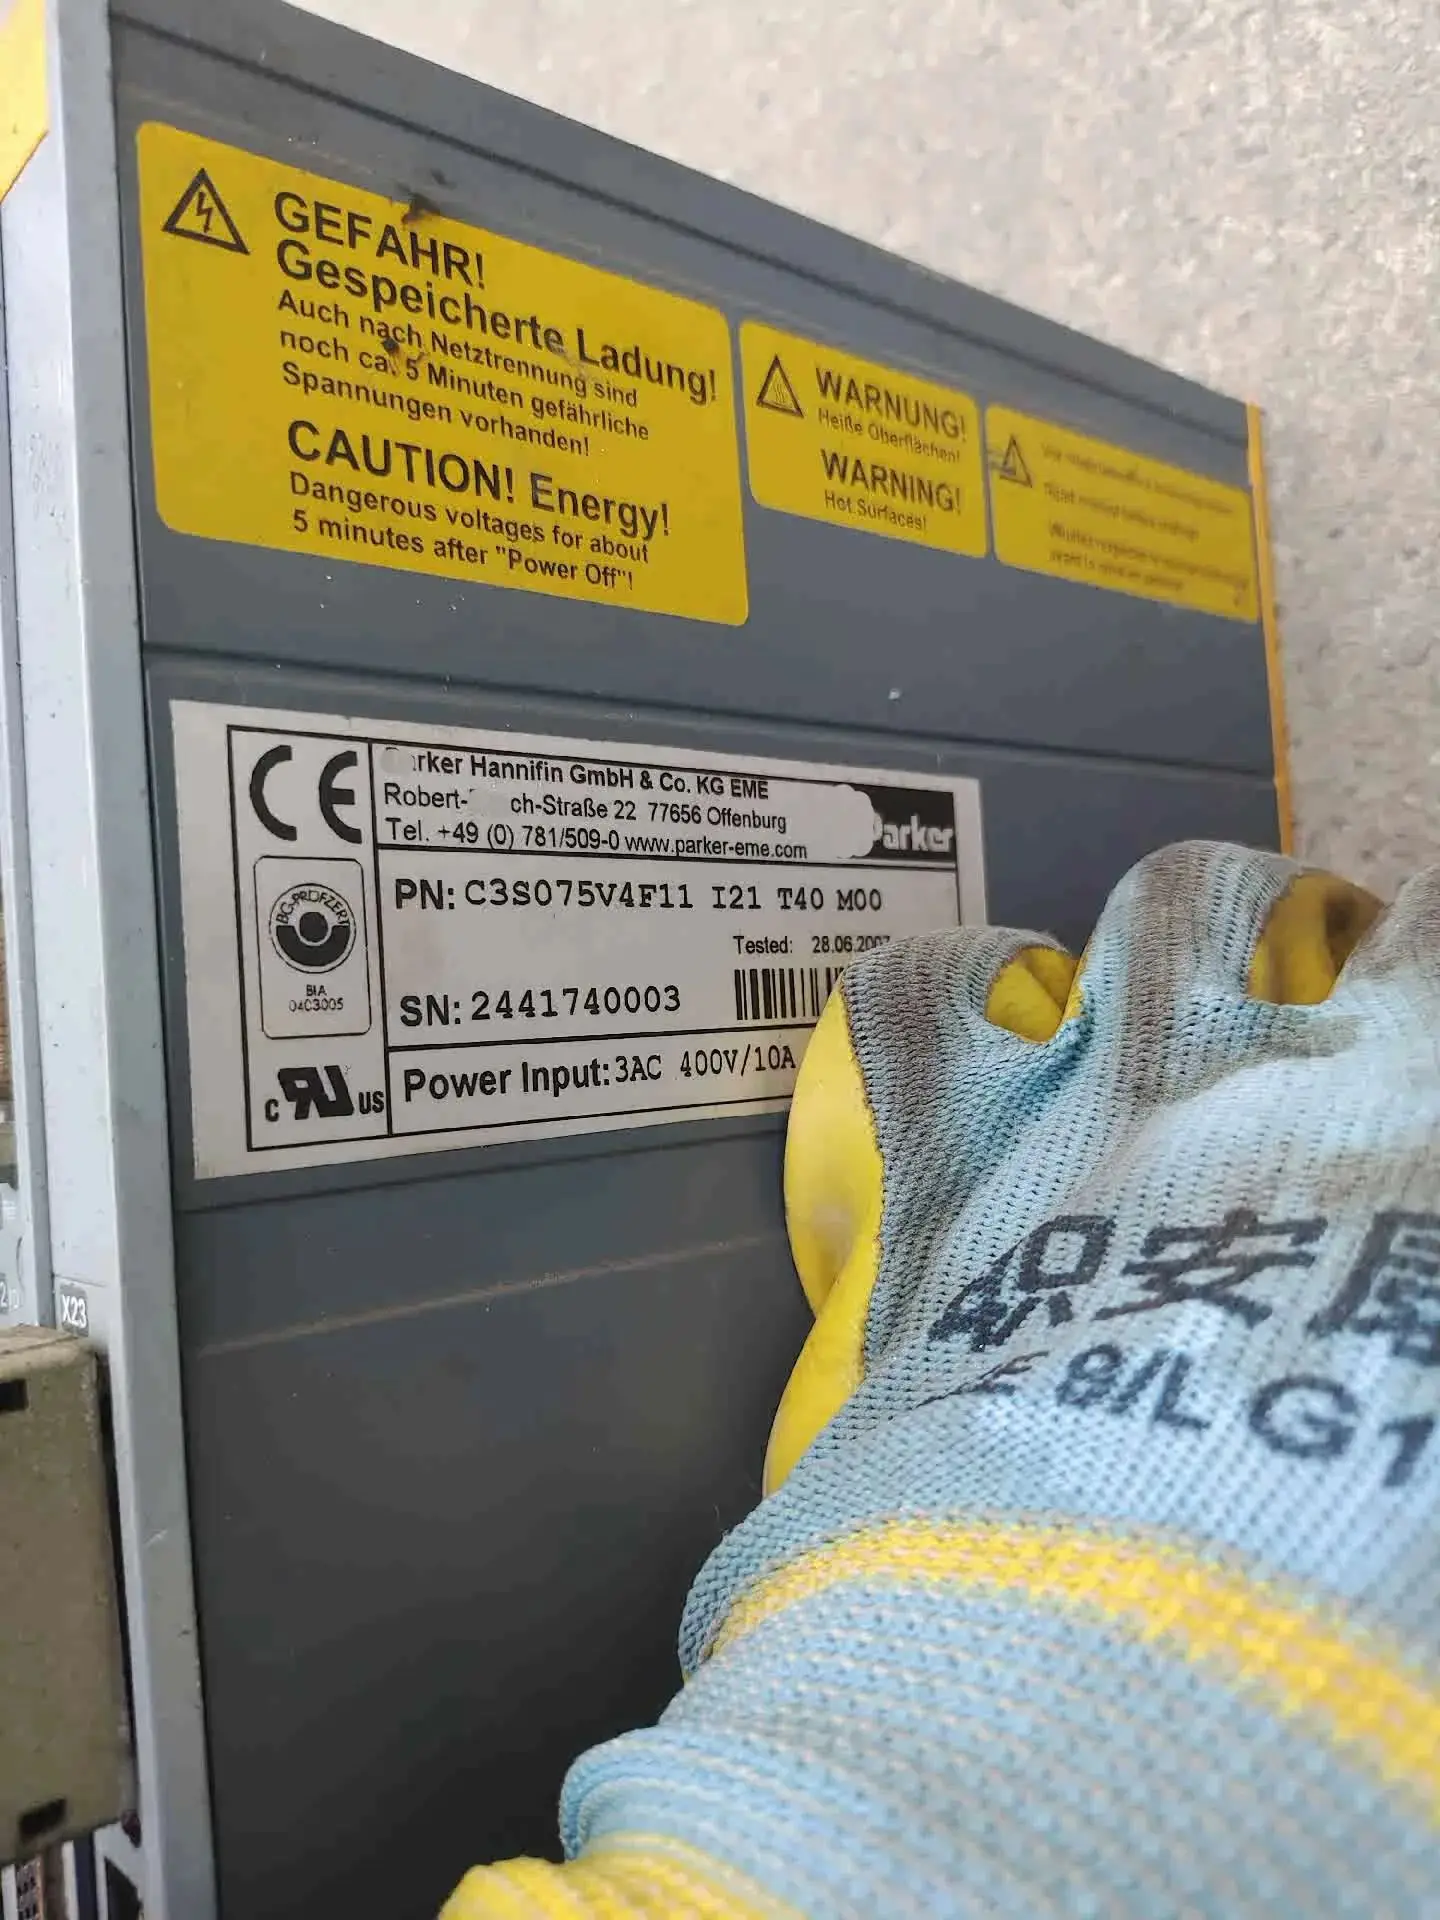 GEFAHR!
Gespeicherte Ladung!
Auch nach Netztrennung sind
noch ca. 5 Minuten gefährliche
Spannungen vorhanden!
CAUTION! Energy!
Dangerous voltages for about
5 minutes after "Power Off"!
WARNUNG!
Heiße Oberflächen!
WARNING!
Hot Surfaces!
CE
arker Hannifin GmbH & Co. KG EME
Robert- ch-Straße 22 77656 Offenburg
Tel. +49 (0) 781/509-0 www.parker-eme.com
Parker
PN: C3S075V4F11 I21 T40 M00
Tested: 28.06.2007
BG-PRÜFZERT
BIA
04C3005
SN: 2441740003
c RU US
Power Input: 3AC 400V/10A
X23
安
8/L G1